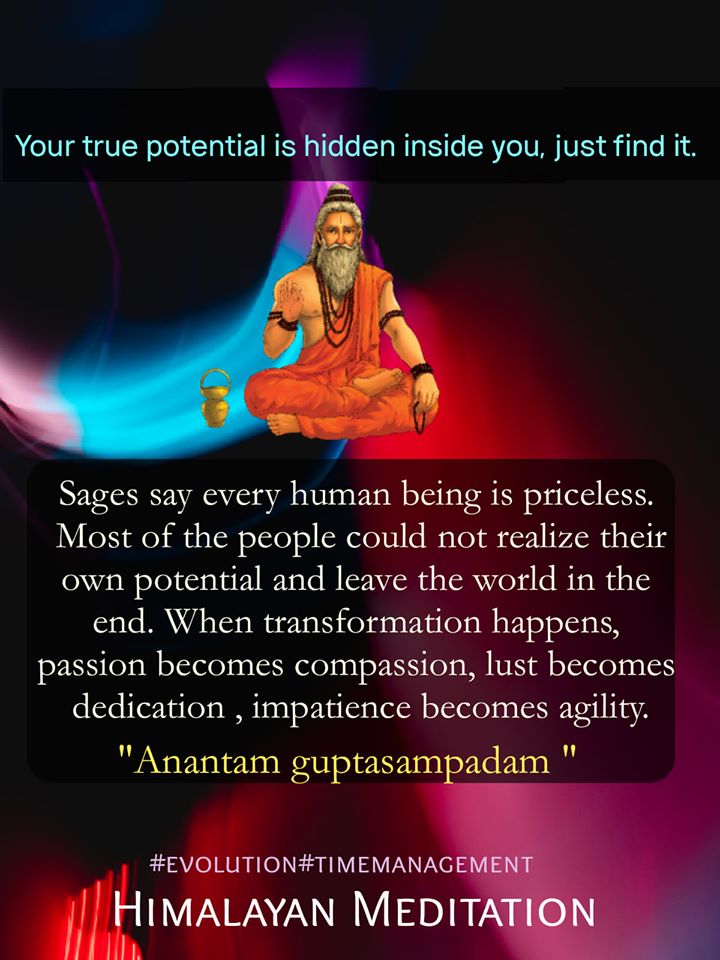 Your true potential is hidden inside you, just find it.
Sages say every human being is priceless.
Most of the people could not realize their
own potential and leave the world in the
end. When transformation happens,
passion becomes compassion, lust becomes
dedication , impatience becomes agility.
"Anantam guptasampadam "
#EVOLUTION#TIMEMANAGEMENT
HIMALAYAN MEDITATION